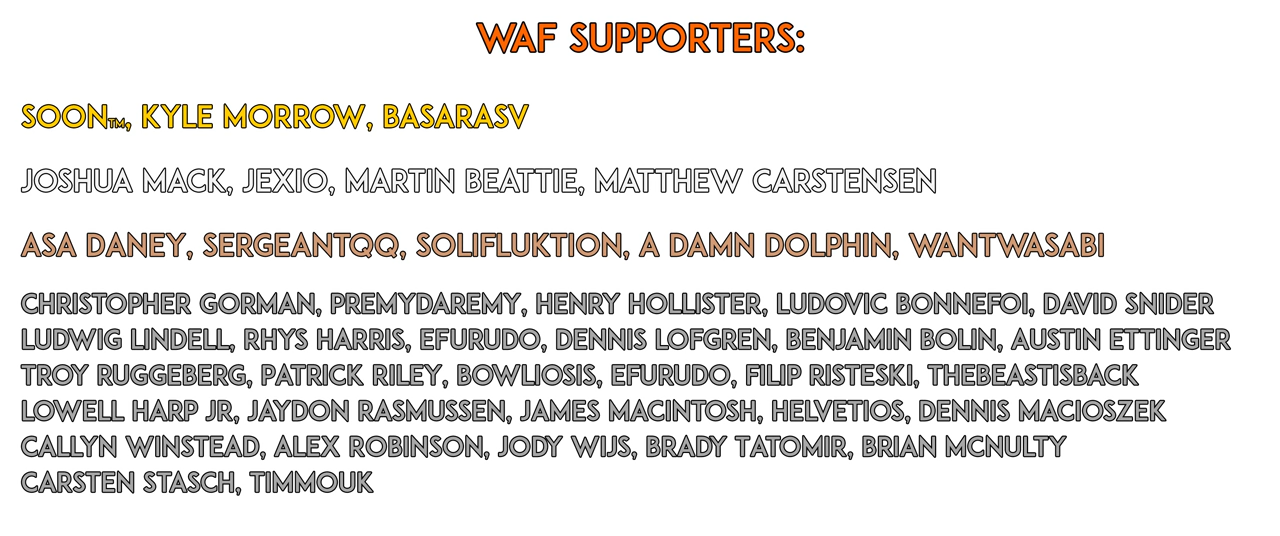 WAF SUPPORTERS:
SOON™, KYLE MORROW, BASARASV
JOSHUA MACK, JEXIO, MARTIN BEATTIE, MATTHEW CARSTENSEN
ASA DANEY, SERGEANTQQ, SOLIFLUKTION, A DAMN DOLPHIN, WANTWASABI
CHRISTOPHER GORMAN, PREMYDAREMY, HENRY HOLLISTER, LUDOVIC BONNEFOI, DAVID SNIDER
LUDWIG LINDELL, RHYS HARRIS, EFURUDO, DENNIS LOFGREN, BENJAMIN BOLIN, AUSTIN ETTINGER
TROY RUGGEBERG, PATRICK RILEY, BOWLIOSIS, EFURUDO, FILIP RISTESKI, THEBEASTISBACK
LOWELL HARP JR, JAYDON RASMUSSEN, JAMES MACINTOSH, HELVETIOS, DENNIS MACIOSZEK
CALLYN WINSTEAD, ALEX ROBINSON, JODY WIJS, BRADY TATOMIR, BRIAN MCNULTY
CARSTEN STASCH, TIMMOUK